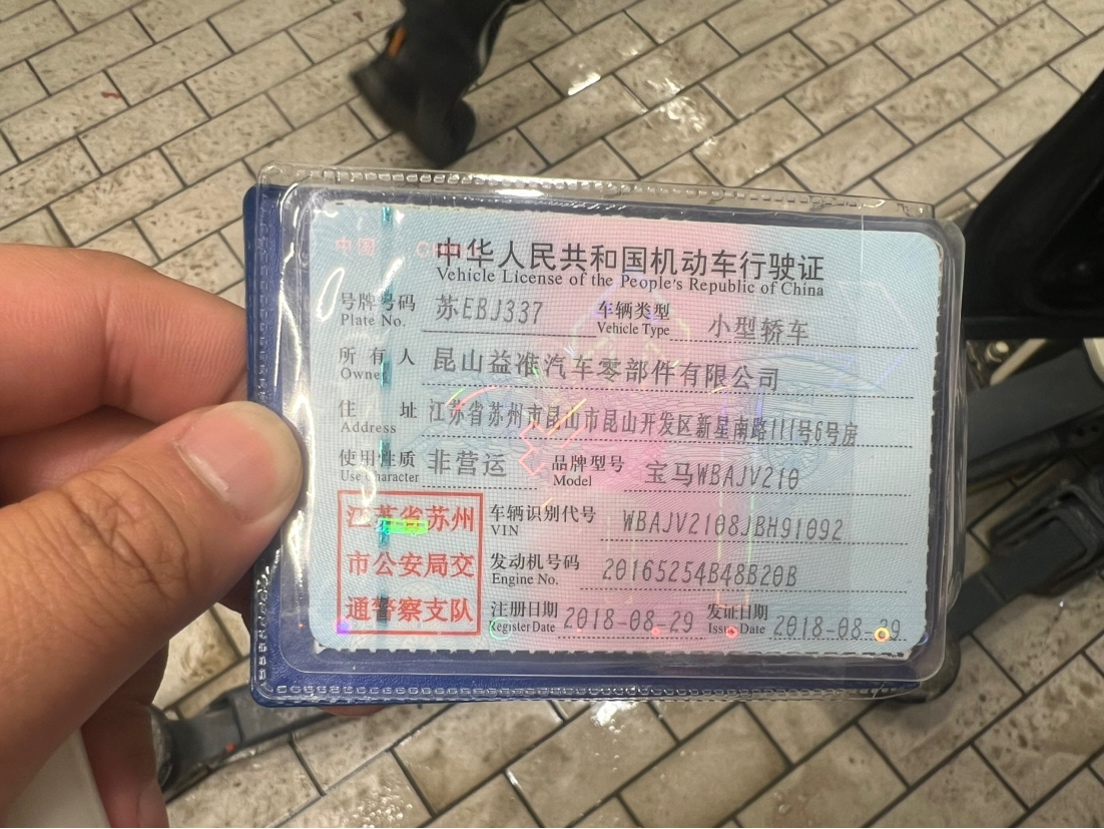 中国 CHINA
中华人民共和国机动车行驶证
Vehicle License of the People's Republic of China
号牌号码 苏EBJ337 车辆类型 小型轿车
Plate No. Vehicle Type
所有人 昆山益准汽车零部件有限公司
Owner
住址 江苏省苏州市昆山市昆山开发区新星南路111号6号房
Address
使用性质 非营运 品牌型号 宝马WBAJV210
Use Character Model
江苏省苏州 车辆识别代号 WBAJV2108JBH91092
VIN
市公安局交 发动机号码 20165254B48B20B
Engine No.
通警察支队 注册日期 2018-08-29 发证日期 2018-08-29
Register Date Issue Date